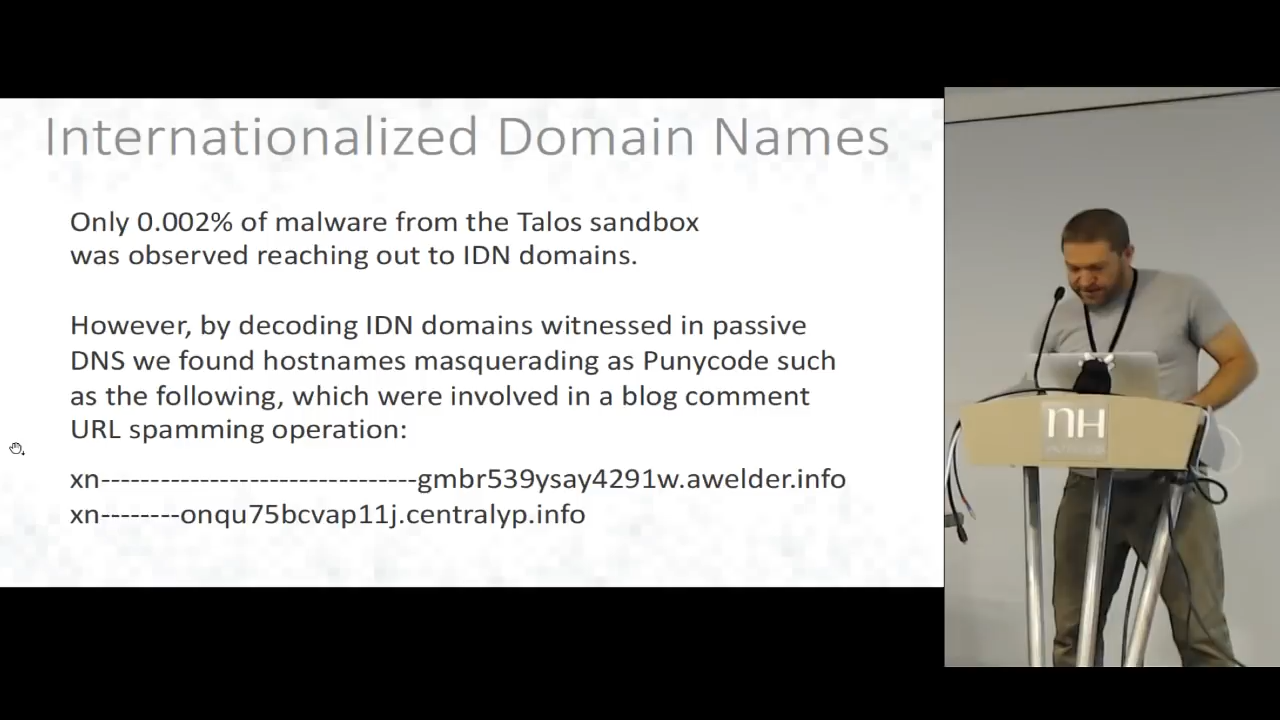 Internationalized Domain Names
Only 0.002% of malware from the Talos sandbox
was observed reaching out to IDN domains.
However, by decoding IDN domains witnessed in passive
DNS we found hostnames masquerading as Punycode such
as the following, which were involved in a blog comment
URL spamming operation:
xn-------------------------------gmbr539ysay4291w.awelder.info
xn--------onqu75bcvap11j.centralyp.info
NH